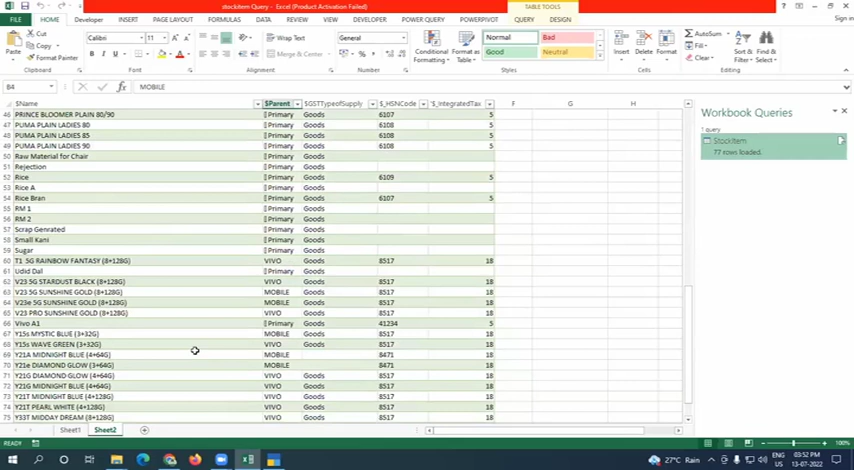 stockitem Query - Excel (Product Activation Failed)
TABLE TOOLS
Sign in
FILE HOME Developer INSERT PAGE LAYOUT FORMULAS DATA REVIEW VIEW DEVELOPER POWER QUERY POWERPIVOT QUERY DESIGN
Paste
Cut
Copy
Format Painter
Clipboard
Calibri 11
B I U
Font
Wrap Text
Merge & Center
Alignment
General
Number
Conditional Formatting
Format as Table
Normal Bad
Good Neutral
Styles
Insert Delete Format
Cells
AutoSum
Fill
Clear
Sort & Filter
Find & Select
Editing
B4 MOBILE
$Name $Parent $GSTTypeofSupply $_HSNCode '$_IntegratedTax F G H
46 PRINCE BLOOMER PLAIN 80/90 Primary Goods 6107 5
47 PUMA PLAIN LADIES 80 Primary Goods 6108 5
48 PUMA PLAIN LADIES 85 Primary Goods 6108 5
49 PUMA PLAIN LADIES 90 Primary Goods 6108 5
50 Raw Material for Chair Primary Goods
51 Rejection Primary Goods
52 Rice Primary Goods 6109 5
53 Rice A Primary Goods
54 Rice Bran Primary Goods 6107 5
55 RM 1 Primary Goods
56 RM 2 Primary Goods
57 Scrap Genrated Primary Goods
58 Small Kani Primary Goods
59 Sugar Primary Goods
60 T1 5G RAINBOW FANTASY (8+128G) VIVO Goods 8517 18
61 Udid Dal Primary Goods
62 V23 5G STARDUST BLACK (8+128G) VIVO Goods 8517 18
63 V23 5G SUNSHINE GOLD (8+128G) MOBILE Goods 8517 18
64 V23e 5G SUNSHINE GOLD (8+128G) MOBILE Goods 8517 18
65 V23 PRO SUNSHINE GOLD (8+128G) VIVO Goods 8517 18
66 Vivo A1 Primary Goods 41234 5
67 Y15s MYSTIC BLUE (3+32G) MOBILE Goods 8517 18
68 Y15s WAVE GREEN (3+32G) VIVO Goods 8517 18
69 Y21A MIDNIGHT BLUE (4+64G) MOBILE 8471 18
70 Y21e DIAMOND GLOW (3+64G) MOBILE 8471 18
71 Y21G DIAMOND GLOW (4+64G) VIVO Goods 8517 18
72 Y21G MIDNIGHT BLUE (4+64G) VIVO Goods 8517 18
73 Y21T MIDNIGHT BLUE (4+128G) VIVO Goods 8517 18
74 Y21T PEARL WHITE (4+128G) VIVO Goods 8517 18
75 Y33T MIDDAY DREAM (8+128G) VIVO Goods 8517 18
Workbook Queries
1 query
StockItem
77 rows loaded.
Sheet1 Sheet2
READY
100%
27°C Rain
ENG
US
03:52 PM
13-07-2022